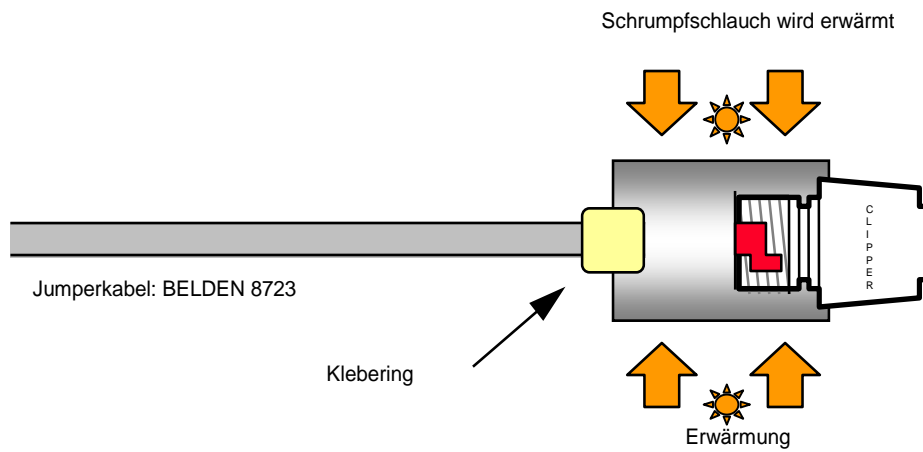 Schrumpfschlauch wird erwärmt
CLIPPER
Jumperkabel: BELDEN 8723
Klebering
Erwärmung